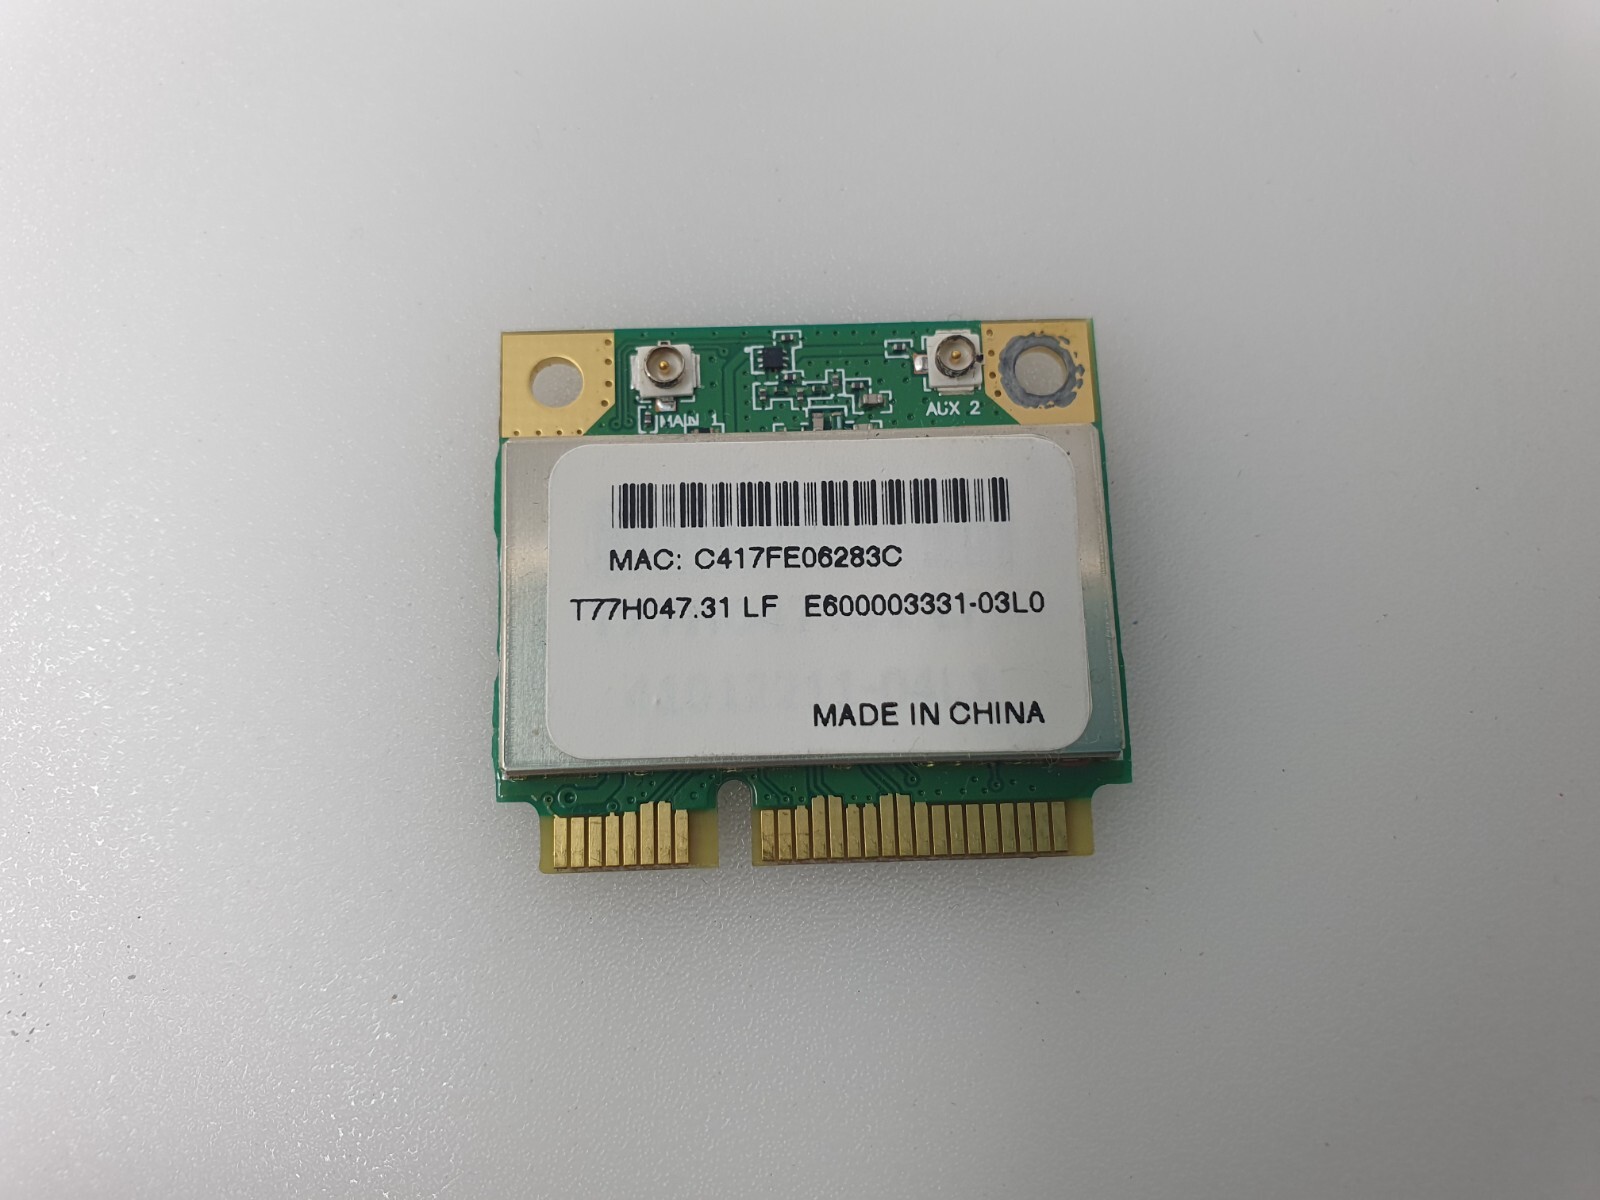 MAIN 1 AUX 2
MAC: C417FE06283C
T77H047.31 LF E600003331-03L0
MADE IN CHINA